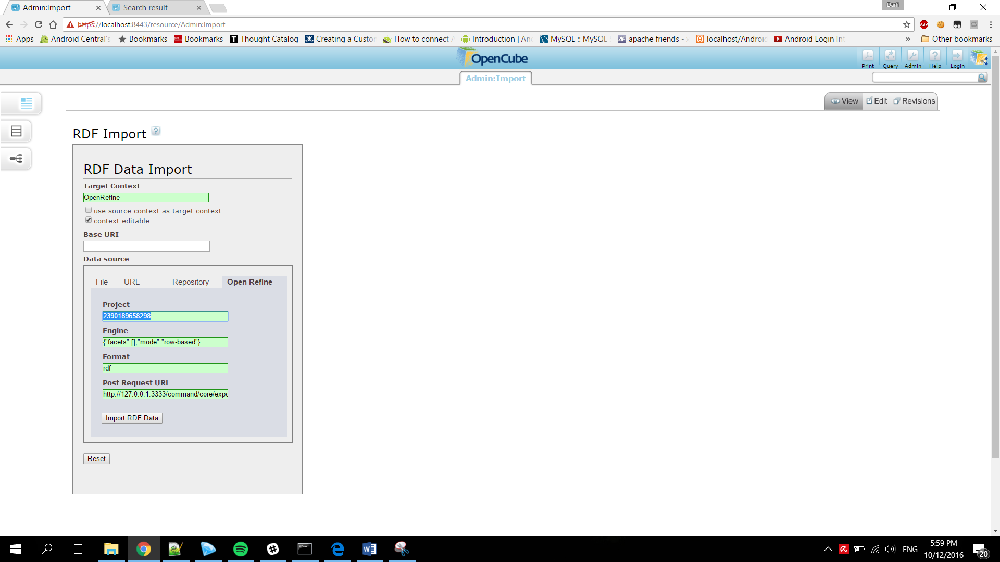 Admin:Import
Search result
Darli
https://localhost:8443/resource/Admin:Import
ABP
Apps
Android Central's
Bookmarks
Bookmarks
Thought Catalog
Creating a Custor
How to connect A
Introduction | An
MySQL :: MySQL
apache friends -
localhost/Androic
Android Login Int
»
Other bookmarks
OpenCube
Print
Query
Admin
Help
Login
Admin:Import
View
Edit
Revisions
RDF Import ?
RDF Data Import
Target Context
OpenRefine
use source context as target context
context editable
Base URI
Data source
File
URL
Repository
Open Refine
Project
2390189658298
Engine
{"facets":[],"mode":"row-based"}
Format
rdf
Post Request URL
http://127.0.0.1:3333/command/core/expo
Import RDF Data
Reset
ENG
5:59 PM
10/12/2016
20